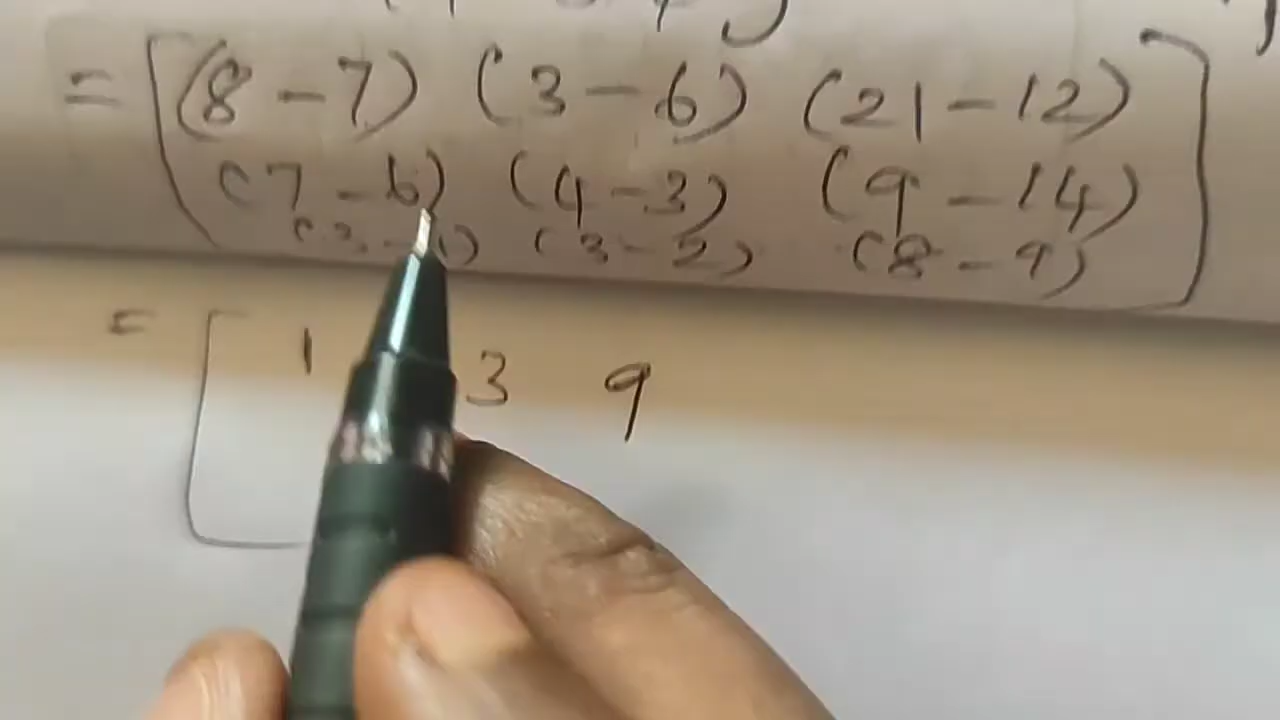 = [(8-7) (3-6) (21-12)
(7-6) (4-3) (9-14)
(3-2) (8-9)]
= [1 3 9